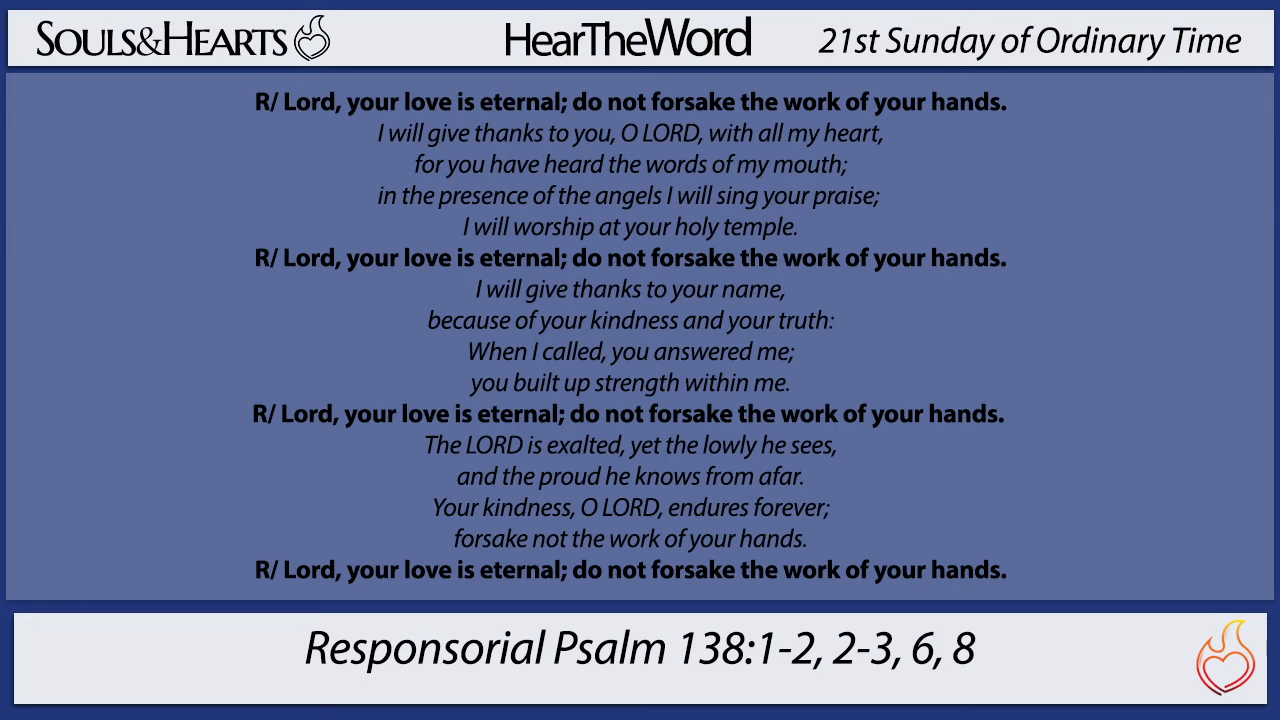 SOULS&HEARTS
HearTheWord
21st Sunday of Ordinary Time
R/ Lord, your love is eternal; do not forsake the work of your hands.
I will give thanks to you, O LORD, with all my heart,
for you have heard the words of my mouth;
in the presence of the angels I will sing your praise;
I will worship at your holy temple.
R/ Lord, your love is eternal; do not forsake the work of your hands.
I will give thanks to your name,
because of your kindness and your truth:
When I called, you answered me;
you built up strength within me.
R/ Lord, your love is eternal; do not forsake the work of your hands.
The LORD is exalted, yet the lowly he sees,
and the proud he knows from afar.
Your kindness, O LORD, endures forever;
forsake not the work of your hands.
R/ Lord, your love is eternal; do not forsake the work of your hands.
Responsorial Psalm 138:1-2, 2-3, 6, 8